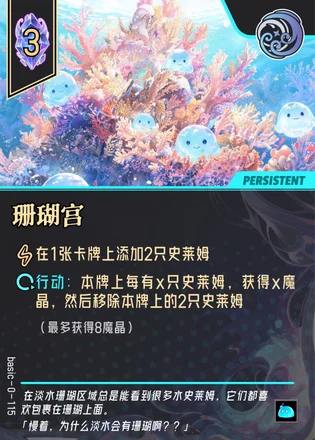 3
PERSISTENT
珊瑚宫
在1张卡牌上添加2只史莱姆
行动：本牌上每有x只史莱姆，获得x魔
晶，然后移除本牌上的2只史莱姆
（最多获得8魔晶）
basic-0-115
在淡水珊瑚区域总是能看到很多水史莱姆，它们都喜
欢包裹在珊瑚上面。
「慢着，为什么淡水会有珊瑚啊？？」